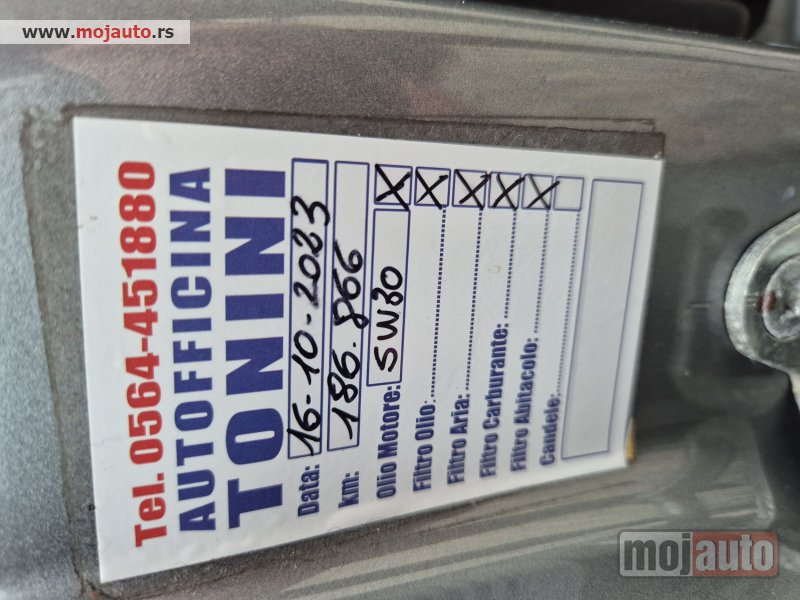 www.mojauto.rs
Tel. 0564-451880
AUTOFFICINA
TONINI
Data: 16-10-2023
km: 186.866
Olio Motore: 5W30 X
Filtro Olio: X
Filtro Aria: X
Filtro Carburante: X
Filtro Abitacolo: X
Candele:
mojauto